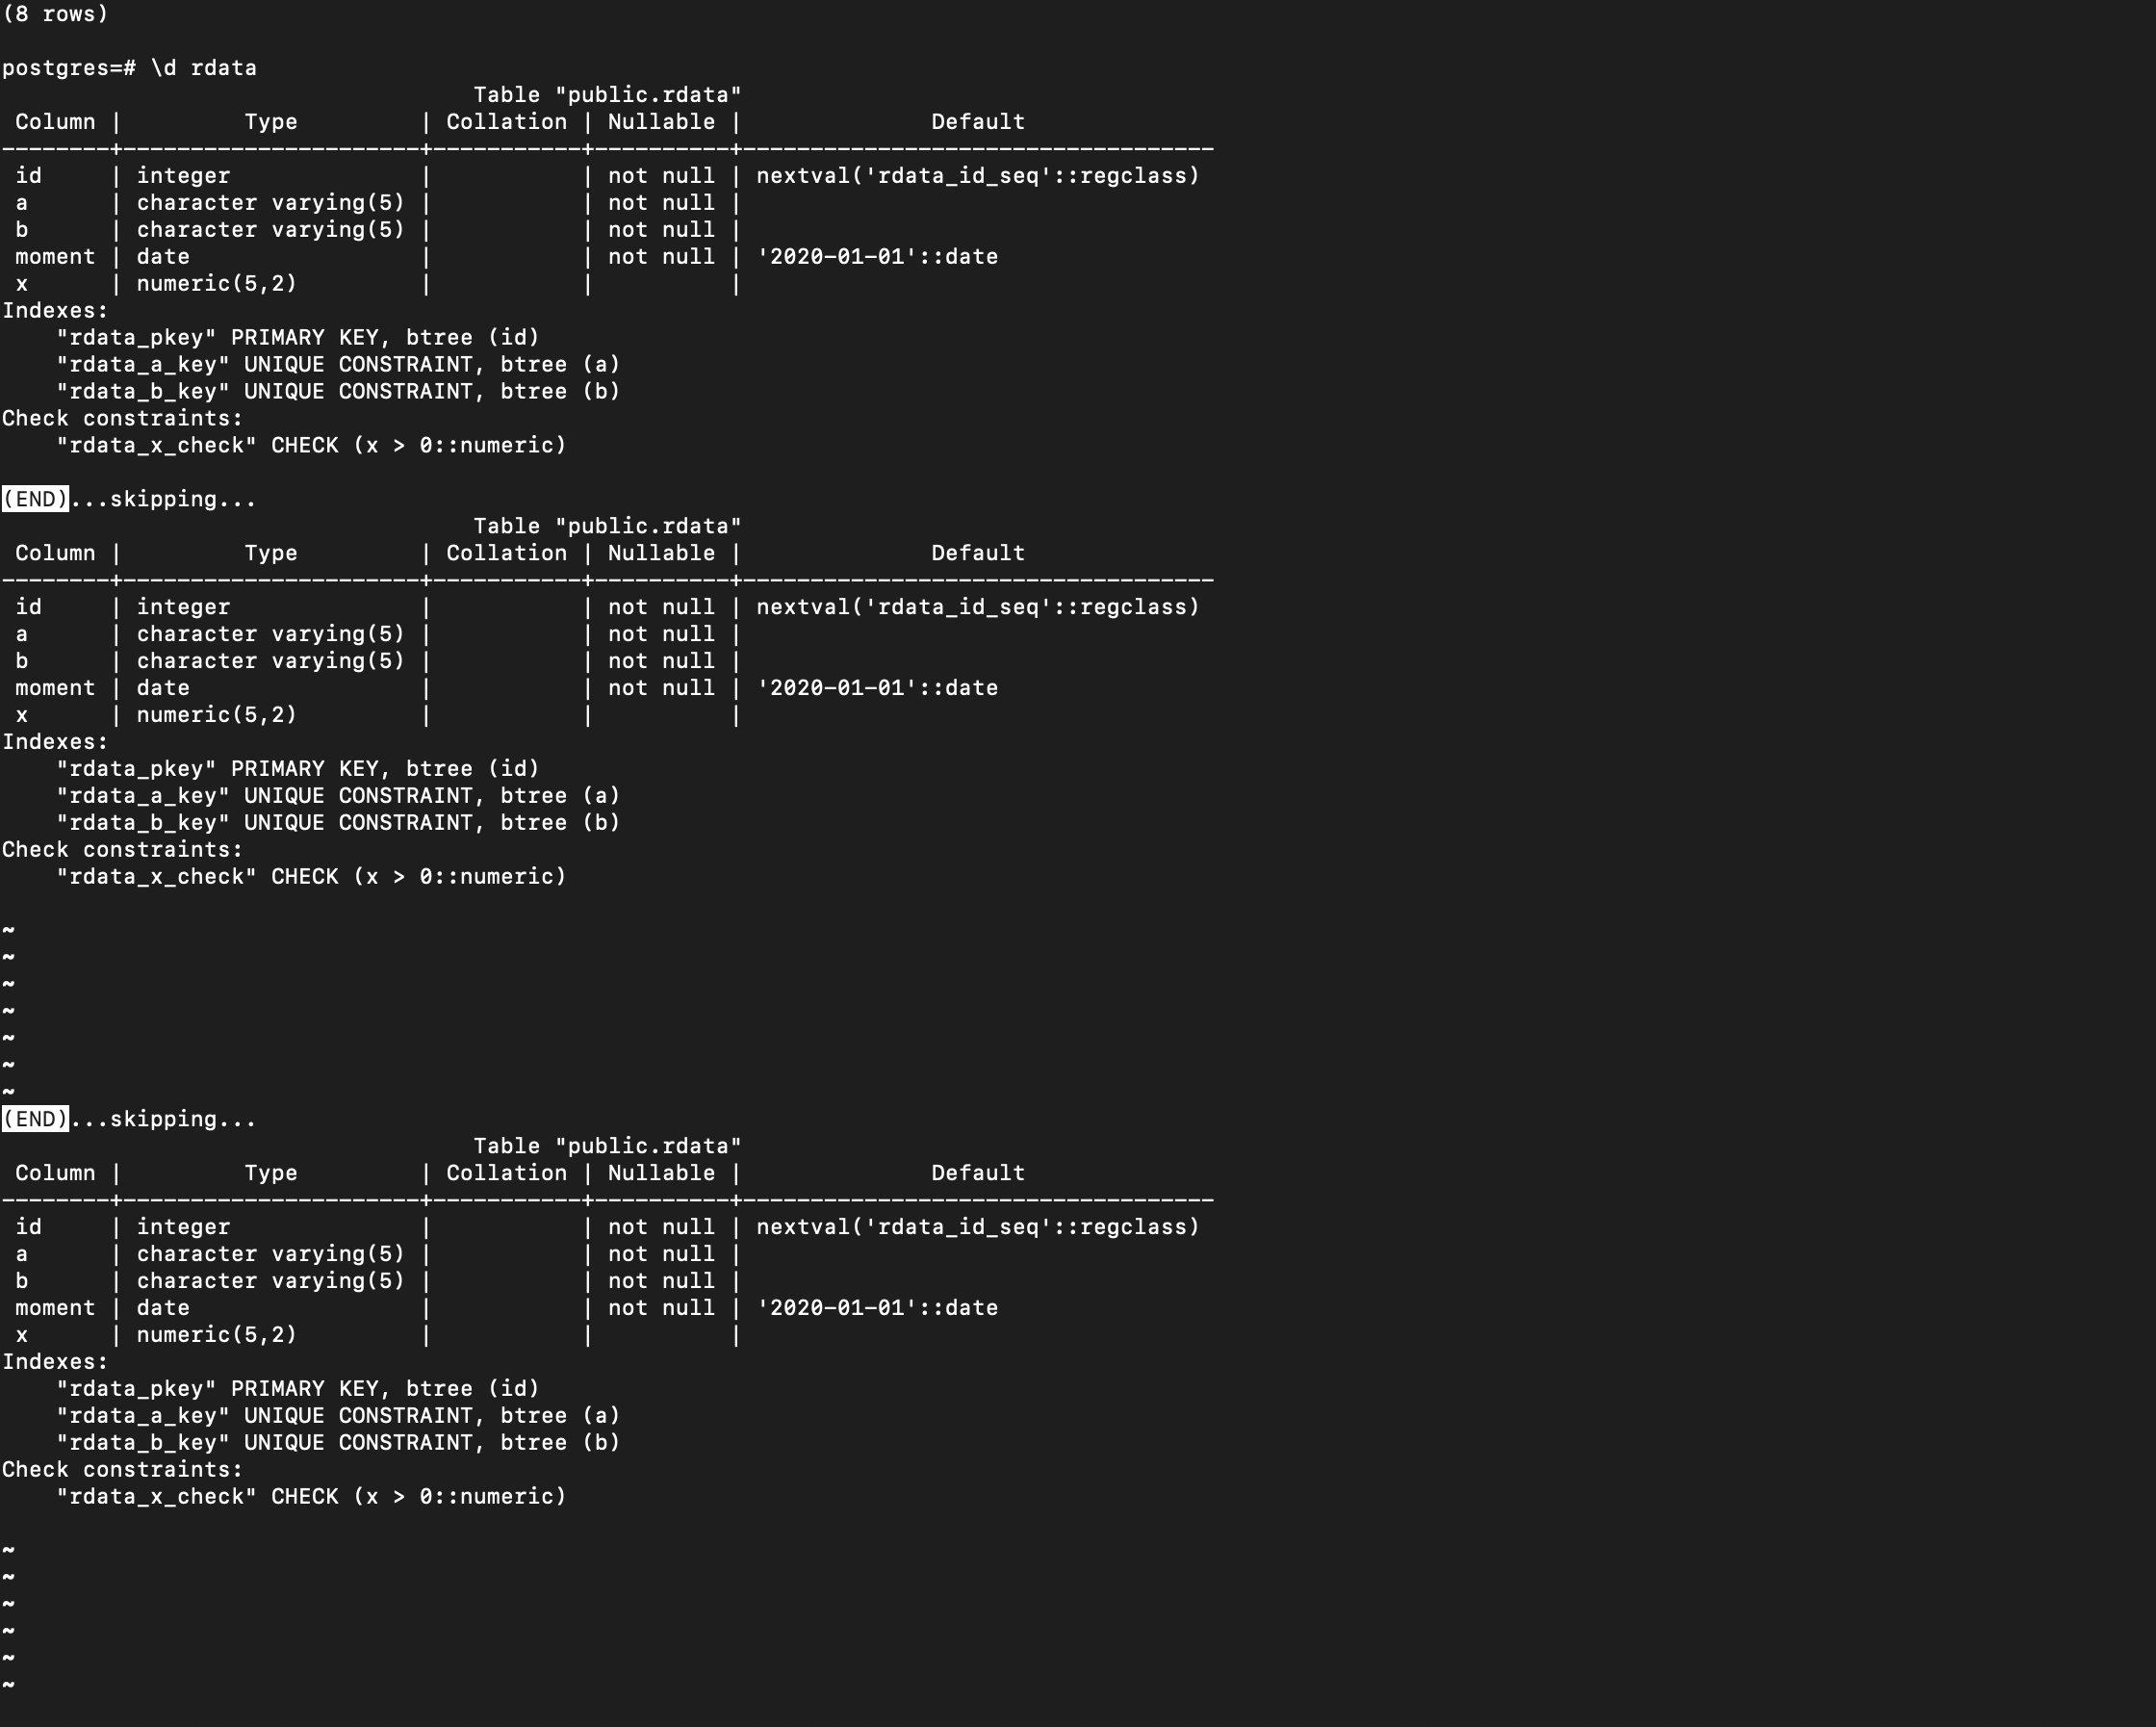 (8 rows)

postgres=# \d rdata
                                   Table "public.rdata"
 Column |         Type         | Collation | Nullable |              Default
--------+----------------------+-----------+----------+-----------------------------------
 id     | integer              |           | not null | nextval('rdata_id_seq'::regclass)
 a      | character varying(5) |           | not null |
 b      | character varying(5) |           | not null |
 moment | date                 |           | not null | '2020-01-01'::date
 x      | numeric(5,2)         |           |          |
Indexes:
    "rdata_pkey" PRIMARY KEY, btree (id)
    "rdata_a_key" UNIQUE CONSTRAINT, btree (a)
    "rdata_b_key" UNIQUE CONSTRAINT, btree (b)
Check constraints:
    "rdata_x_check" CHECK (x > 0::numeric)

(END)...skipping...
                                   Table "public.rdata"
 Column |         Type         | Collation | Nullable |              Default
--------+----------------------+-----------+----------+-----------------------------------
 id     | integer              |           | not null | nextval('rdata_id_seq'::regclass)
 a      | character varying(5) |           | not null |
 b      | character varying(5) |           | not null |
 moment | date                 |           | not null | '2020-01-01'::date
 x      | numeric(5,2)         |           |          |
Indexes:
    "rdata_pkey" PRIMARY KEY, btree (id)
    "rdata_a_key" UNIQUE CONSTRAINT, btree (a)
    "rdata_b_key" UNIQUE CONSTRAINT, btree (b)
Check constraints:
    "rdata_x_check" CHECK (x > 0::numeric)

~
~
~
~
~
~
~
(END)...skipping...
                                   Table "public.rdata"
 Column |         Type         | Collation | Nullable |              Default
--------+----------------------+-----------+----------+-----------------------------------
 id     | integer              |           | not null | nextval('rdata_id_seq'::regclass)
 a      | character varying(5) |           | not null |
 b      | character varying(5) |           | not null |
 moment | date                 |           | not null | '2020-01-01'::date
 x      | numeric(5,2)         |           |          |
Indexes:
    "rdata_pkey" PRIMARY KEY, btree (id)
    "rdata_a_key" UNIQUE CONSTRAINT, btree (a)
    "rdata_b_key" UNIQUE CONSTRAINT, btree (b)
Check constraints:
    "rdata_x_check" CHECK (x > 0::numeric)

~
~
~
~
~
~